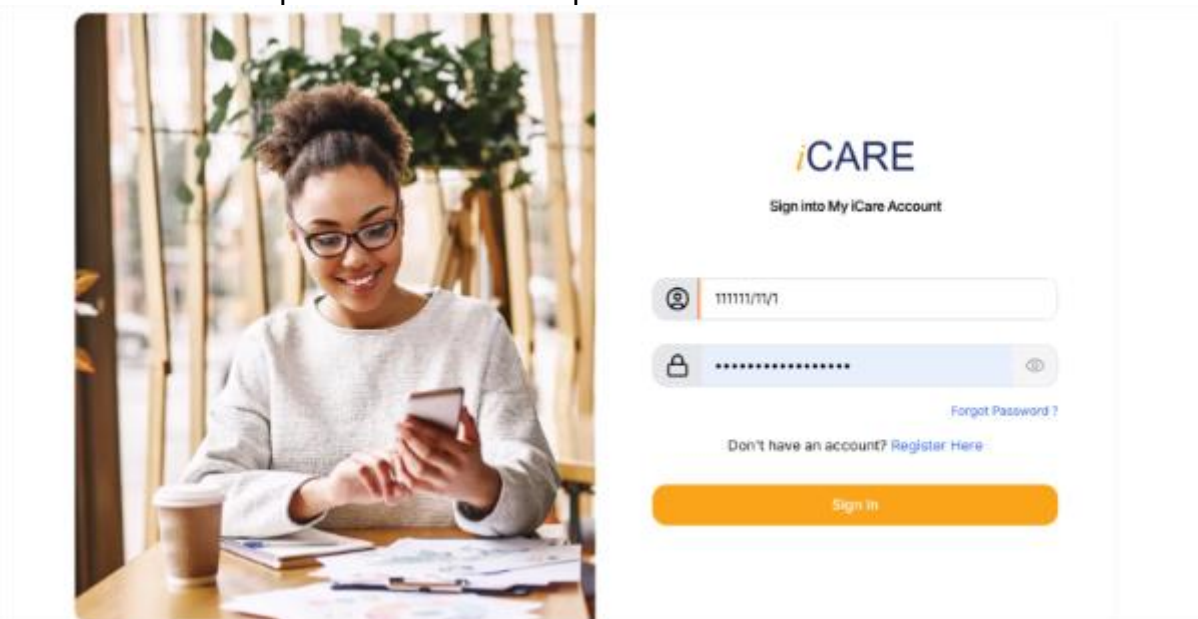 iCARE
Sign into My iCare Account
111111/11/1
•••••••••••••••••
Forgot Password ?
Don't have an account? Register Here
Sign In